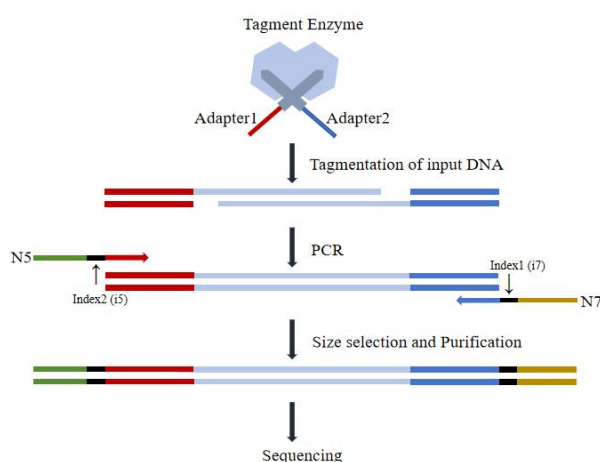 Tagment Enzyme
Adapter1
Adapter2
Tagmentation of input DNA
N5
PCR
Index1 (i7)
Index2 (i5)
N7
Size selection and Purification
Sequencing